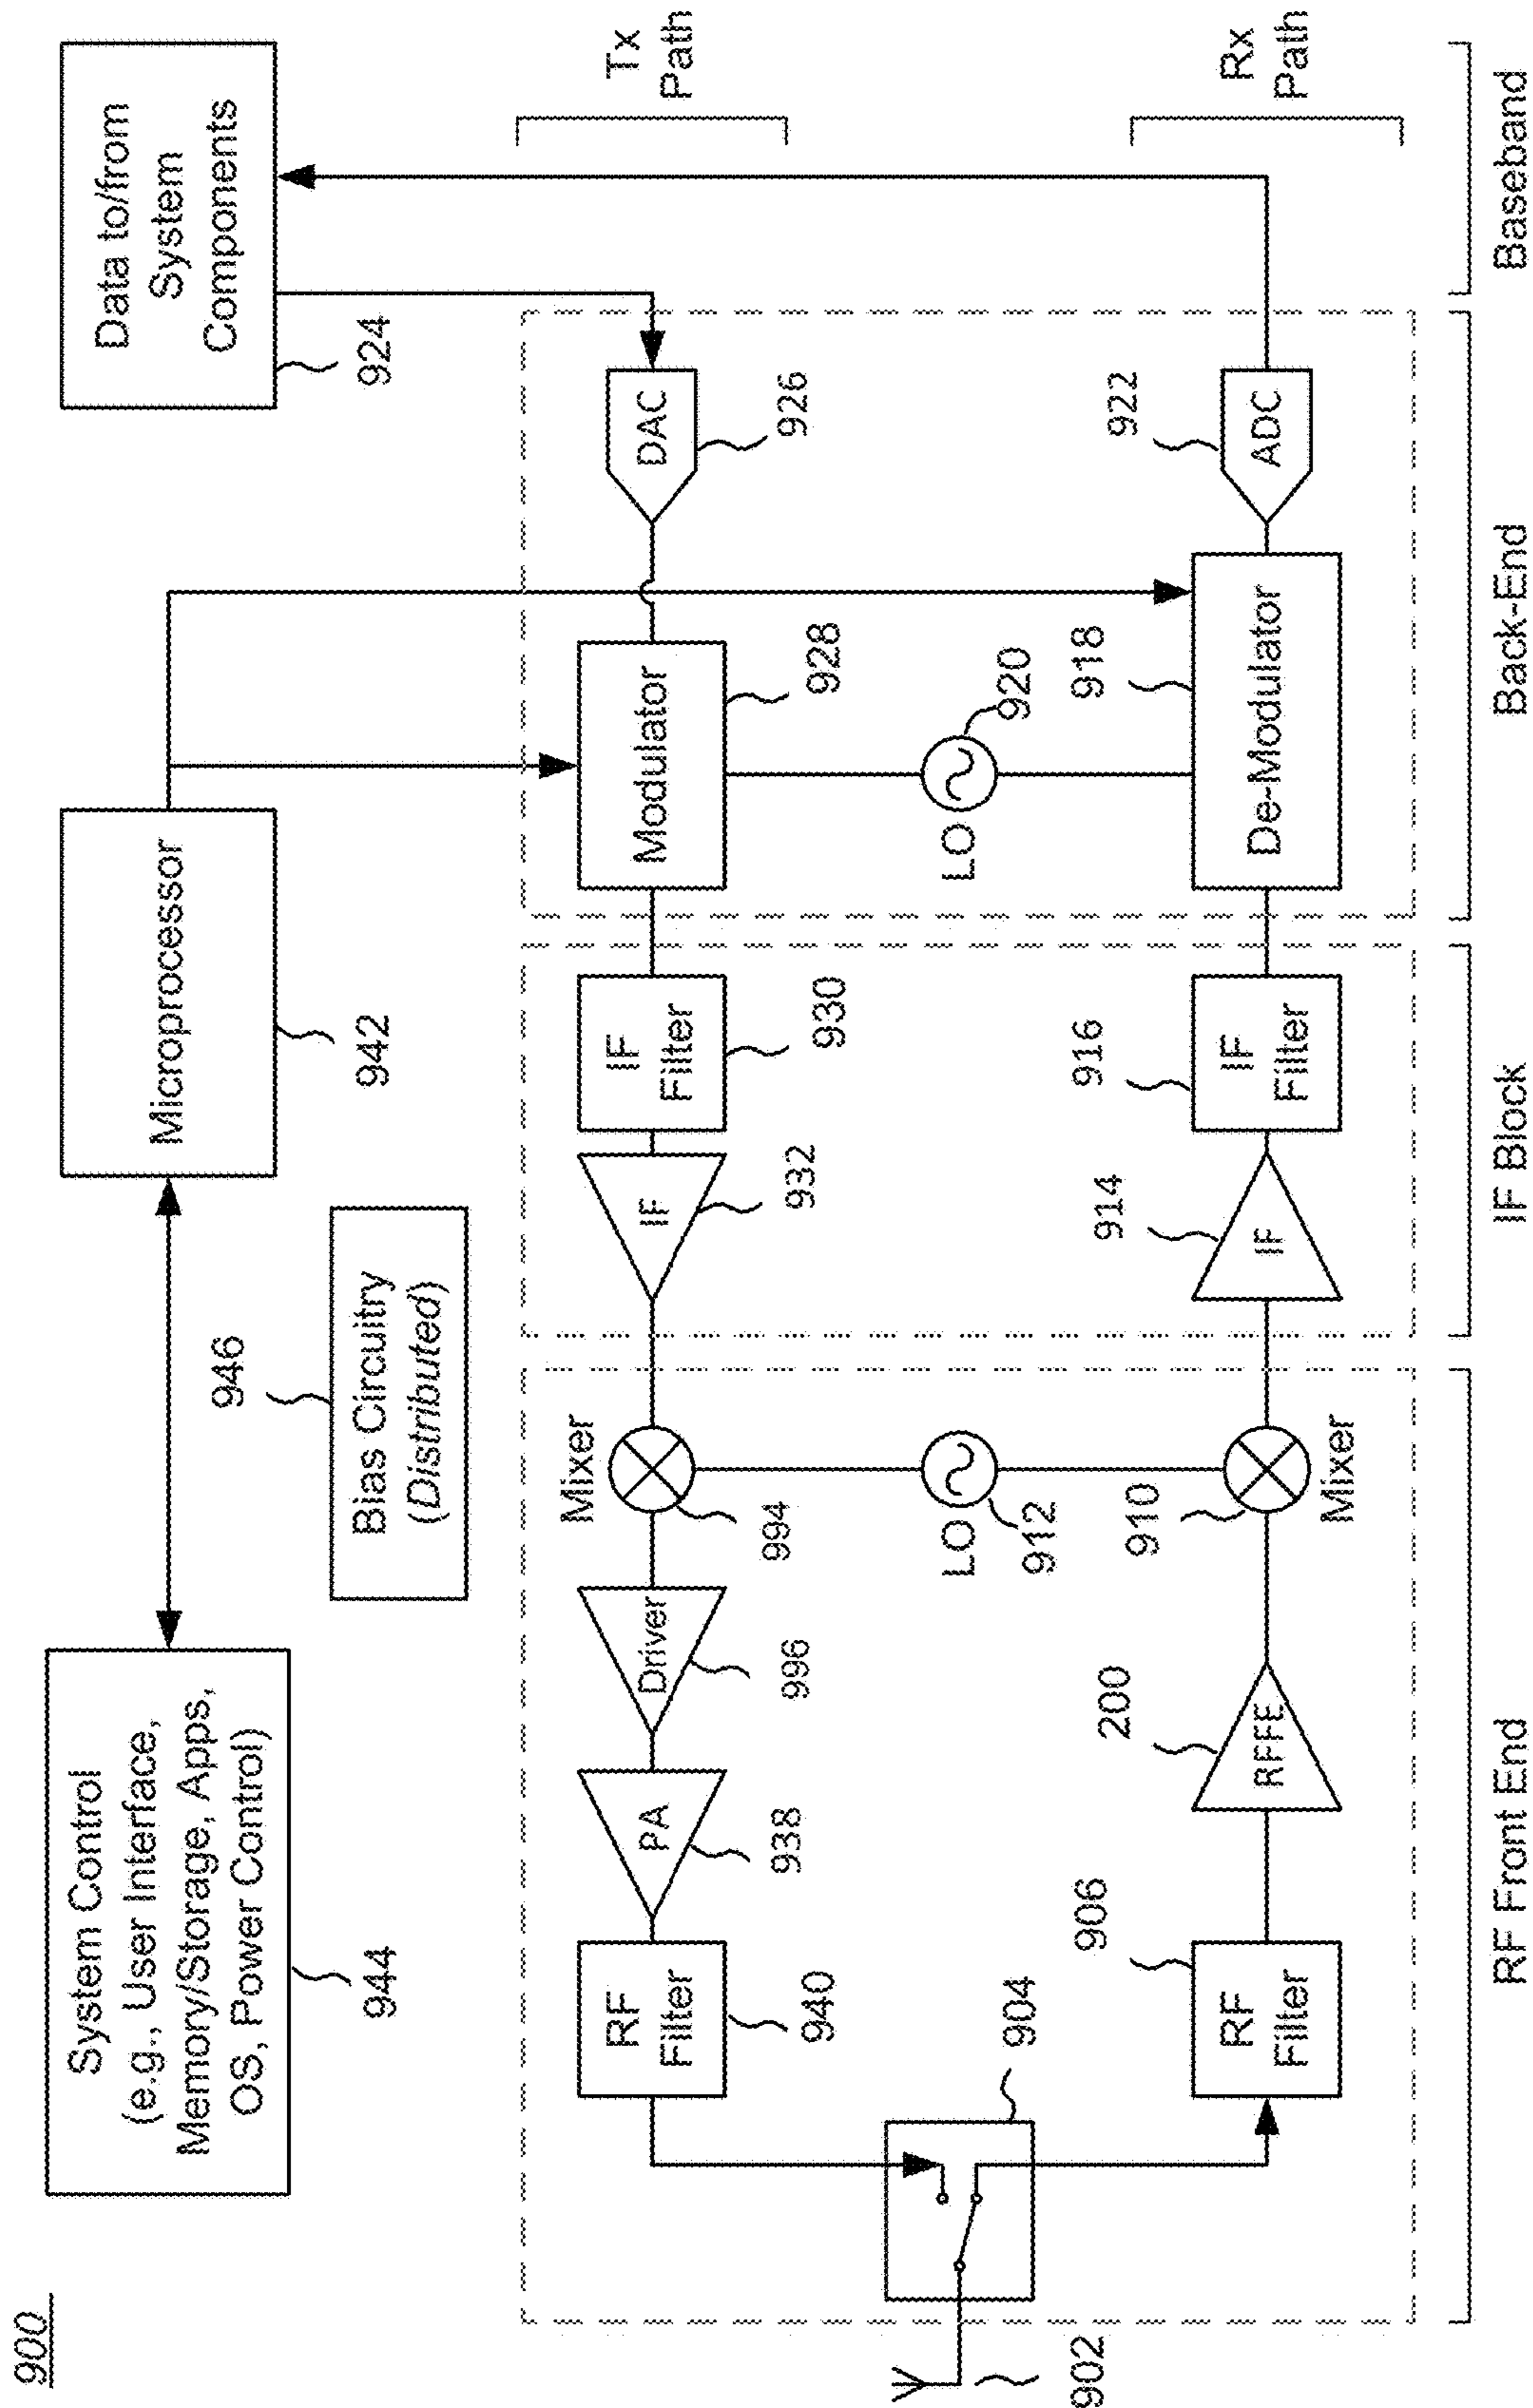 900
System Control
(e.g., User Interface,
Memory/Storage, Apps,
OS, Power Control)
944
Microprocessor
942
Data to/from
System
Components
924
946
Bias Circuitry
(Distributed)
Tx
Path
RF
Filter
940
PA
938
Driver
996
Mixer
994
IF
932
IF
Filter
930
Modulator
928
DAC
926
902
904
LO
912
LO
920
Rx
Path
RF
Filter
906
RFFE
200
Mixer
910
IF
914
IF
Filter
916
De-Modulator
918
ADC
922
RF Front End
IF Block
Back-End
Baseband